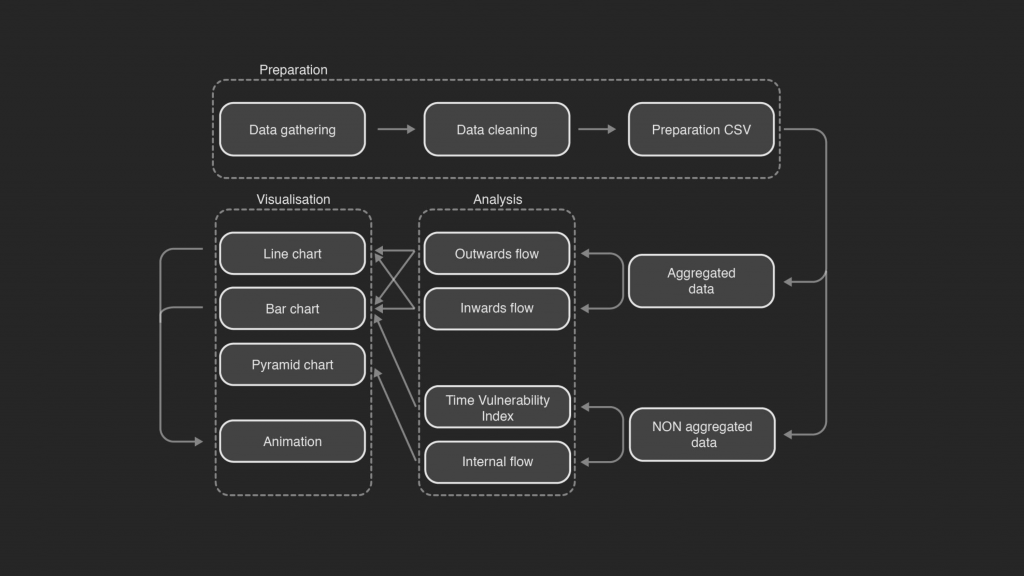 Preparation
Data gathering
Data cleaning
Preparation CSV
Visualisation
Analysis
Line chart
Outwards flow
Aggregated
data
Bar chart
Inwards flow
Pyramid chart
Time Vulnerability
Index
NON aggregated
data
Animation
Internal flow